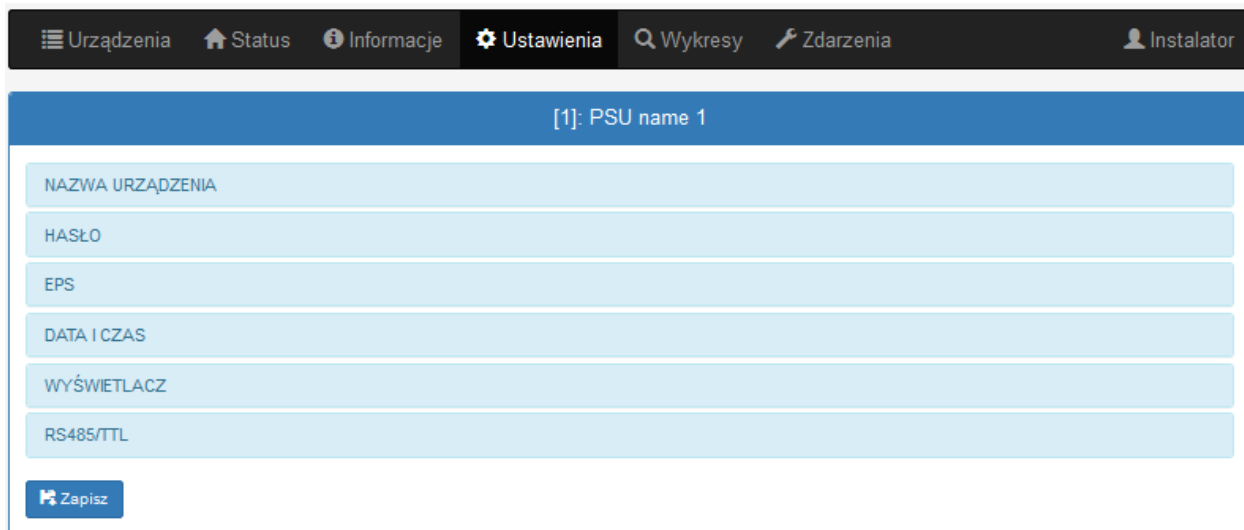 Urządzenia Status Informacje Ustawienia Wykresy Zdarzenia Instalator
[1]: PSU name 1
NAZWA URZĄDZENIA
HASŁO
EPS
DATA I CZAS
WYŚWIETLACZ
RS485/TTL
Zapisz